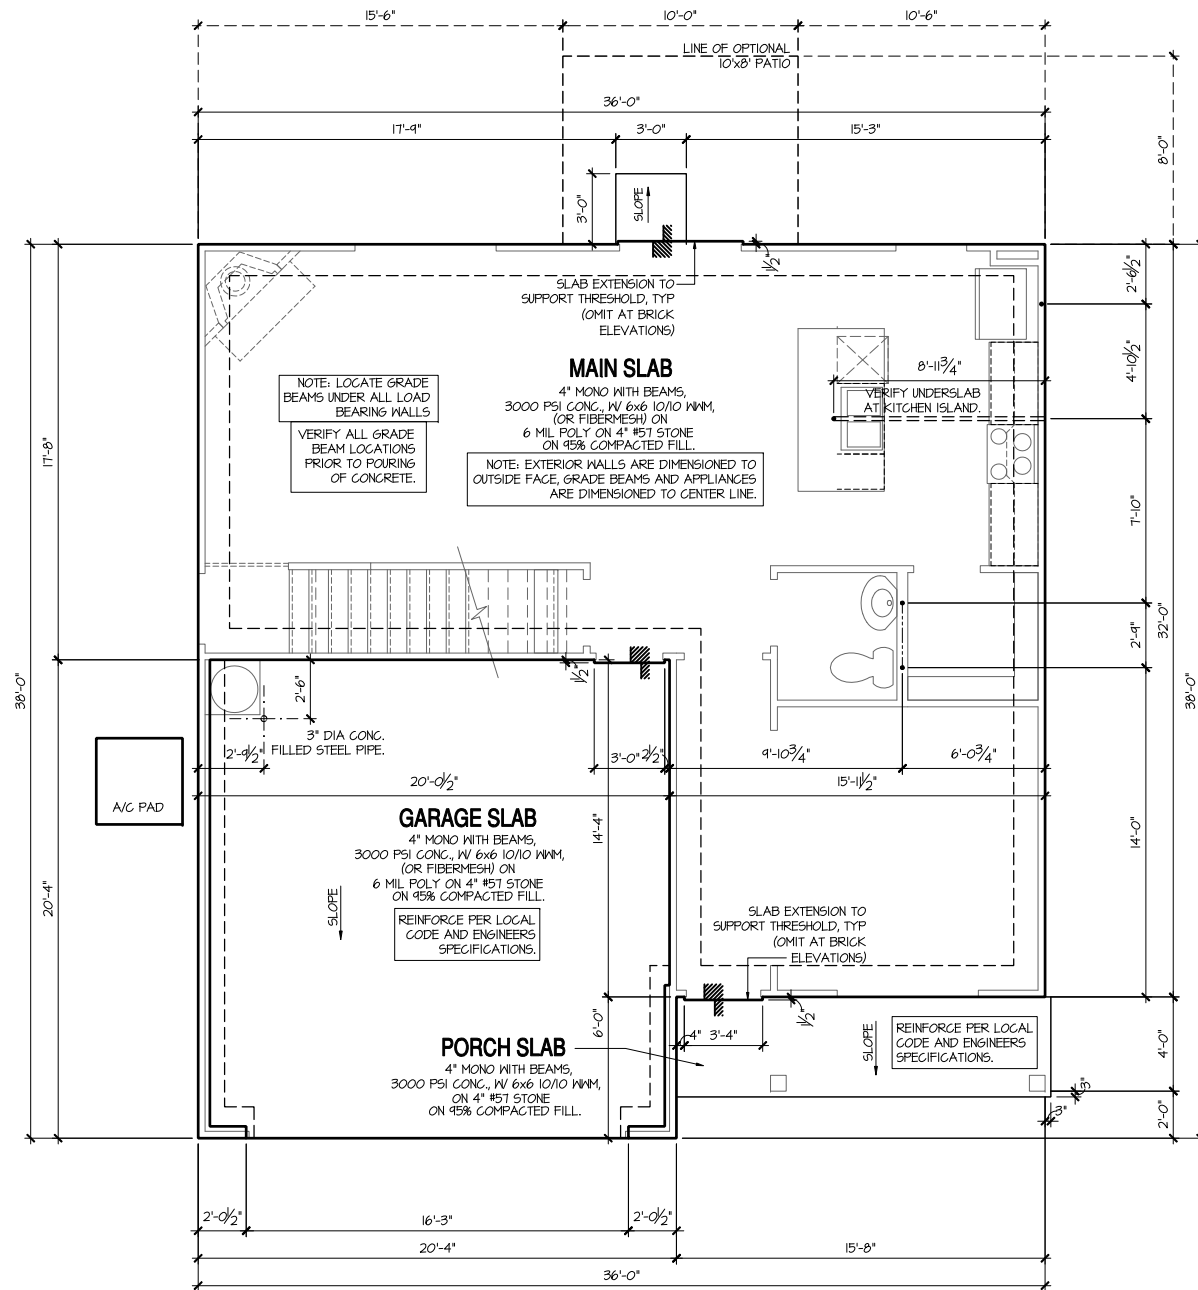 15'-6"
10'-0"
10'-6"
LINE OF OPTIONAL
10'x8' PATIO
36'-0"
17'-9"
3'-0"
15'-3"
8'-0"
3'-0"
SLOPE
1/2"
SLAB EXTENSION TO
SUPPORT THRESHOLD, TYP
(OMIT AT BRICK
ELEVATIONS)
2'-6 1/2"
MAIN SLAB
4" MONO WITH BEAMS,
3000 PSI CONC., W/ 6x6 10/10 WWM,
(OR FIBERMESH) ON
6 MIL POLY ON 4" #57 STONE
ON 95% COMPACTED FILL.
NOTE: LOCATE GRADE
BEAMS UNDER ALL LOAD
BEARING WALLS
VERIFY ALL GRADE
BEAM LOCATIONS
PRIOR TO POURING
OF CONCRETE.
NOTE: EXTERIOR WALLS ARE DIMENSIONED TO
OUTSIDE FACE, GRADE BEAMS AND APPLIANCES
ARE DIMENSIONED TO CENTER LINE.
8'-11 3/4"
VERIFY UNDERSLAB
AT KITCHEN ISLAND.
4'-10 1/2"
17'-8"
7'-10"
2'-9"
32'-0"
38'-0"
38'-0"
1/2"
2'-6"
3" DIA CONC.
FILLED STEEL PIPE.
2'-9 1/2"
3'-0"
2 1/2"
9'-10 3/4"
6'-0 3/4"
20'-0 1/2"
15'-11 1/2"
A/C PAD
GARAGE SLAB
4" MONO WITH BEAMS,
3000 PSI CONC., W/ 6x6 10/10 WWM,
(OR FIBERMESH) ON
6 MIL POLY ON 4" #57 STONE
ON 95% COMPACTED FILL.
14'-4"
14'-0"
20'-4"
SLOPE
REINFORCE PER LOCAL
CODE AND ENGINEERS
SPECIFICATIONS.
SLAB EXTENSION TO
SUPPORT THRESHOLD, TYP
(OMIT AT BRICK
ELEVATIONS)
1/2"
6'-0"
4"
3'-4"
SLOPE
REINFORCE PER LOCAL
CODE AND ENGINEERS
SPECIFICATIONS.
4'-0"
PORCH SLAB
4" MONO WITH BEAMS,
3000 PSI CONC., W/ 6x6 10/10 WWM,
ON 4" #57 STONE
ON 95% COMPACTED FILL.
3"
3"
2'-0"
2'-0 1/2"
16'-3"
2'-0 1/2"
20'-4"
15'-8"
36'-0"